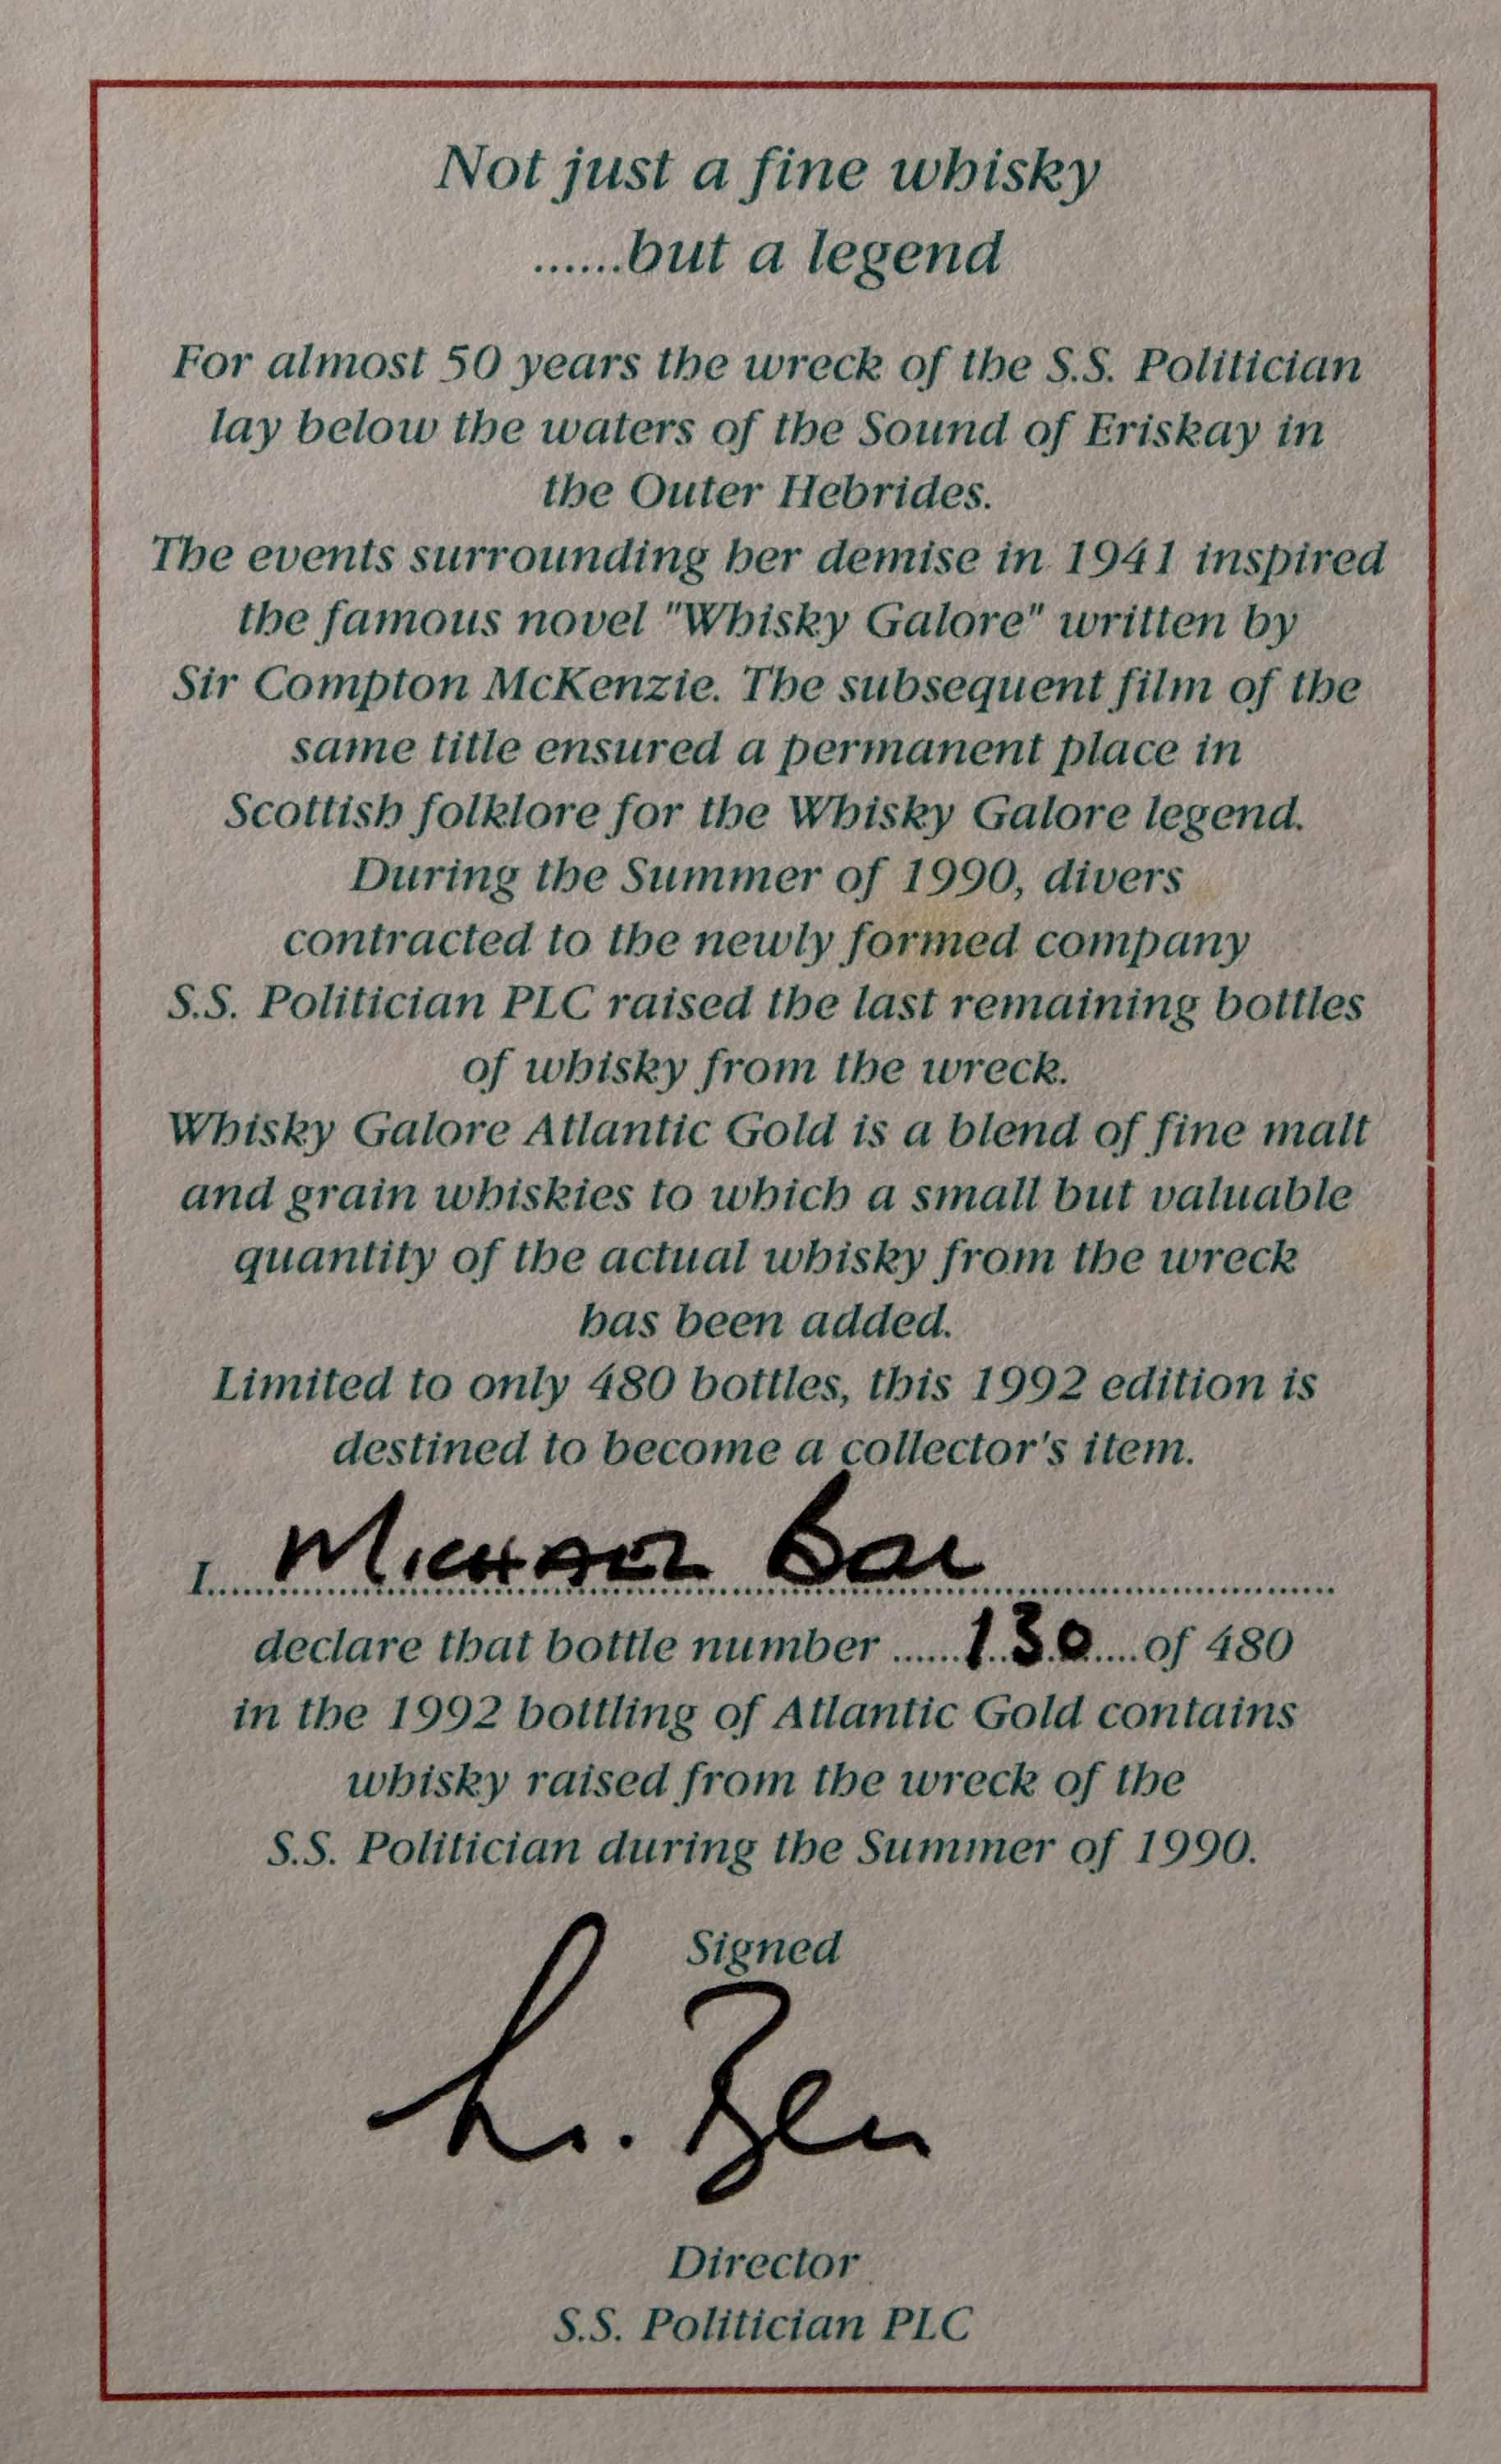 Not just a fine whisky
......but a legend
For almost 50 years the wreck of the S.S. Politician
lay below the waters of the Sound of Eriskay in
the Outer Hebrides.
The events surrounding her demise in 1941 inspired
the famous novel "Whisky Galore" written by
Sir Compton McKenzie. The subsequent film of the
same title ensured a permanent place in
Scottish folklore for the Whisky Galore legend.
During the Summer of 1990, divers
contracted to the newly formed company
S.S. Politician PLC raised the last remaining bottles
of whisky from the wreck.
Whisky Galore Atlantic Gold is a blend of fine malt
and grain whiskies to which a small but valuable
quantity of the actual whisky from the wreck
has been added.
Limited to only 480 bottles, this 1992 edition is
destined to become a collector's item.
I MICHAEL
declare that bottle number 130 of 480
in the 1992 bottling of Atlantic Gold contains
whisky raised from the wreck of the
S.S. Politician during the Summer of 1990.
Signed
Director
S.S. Politician PLC